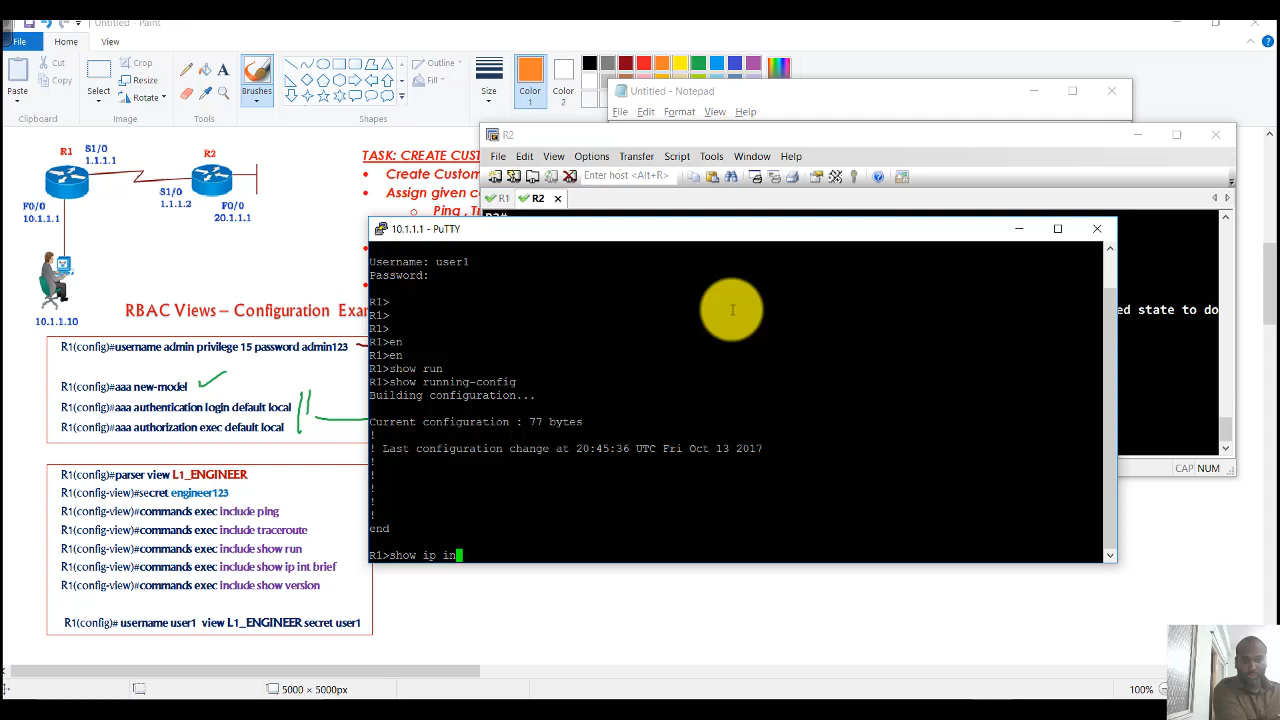 Untitled - Paint
File
Home
View
Paste
Cut
Copy
Clipboard
Select
Crop
Resize
Rotate
Image
Tools
Brushes
Shapes
Outline
Fill
Size
Color
1
Color
2
Untitled - Notepad
File Edit Format View Help
R2
File Edit View Options Transfer Script Tools Window Help
Enter host <Alt+R>
R1
R2
R2#
ed state to do
CAP NUM
R1
S1/0
1.1.1.1
R2
S1/0
1.1.1.2
F0/0
10.1.1.1
F0/0
20.1.1.1
10.1.1.10
TASK: CREATE CUS
Create Custom
Assign given c
Ping , T
RBAC Views – Configuration Exa
R1(config)#username admin privilege 15 password admin123
R1(config)#aaa new-model
R1(config)#aaa authentication login default local
R1(config)#aaa authorization exec default local
R1(config)#parser view L1_ENGINEER
R1(config-view)#secret engineer123
R1(config-view)#commands exec include ping
R1(config-view)#commands exec include traceroute
R1(config-view)#commands exec include show run
R1(config-view)#commands exec include show ip int brief
R1(config-view)#commands exec include show version
R1(config)# username user1 view L1_ENGINEER secret user1
10.1.1.1 - PuTTY
Username: user1
Password:
R1>
R1>
R1>
R1>en
R1>en
R1>show run
R1>show running-config
Building configuration...
Current configuration : 77 bytes
!
! Last configuration change at 20:45:36 UTC Fri Oct 13 2017
!
!
!
!
!
end
R1>show ip in
5000 × 5000px
100%